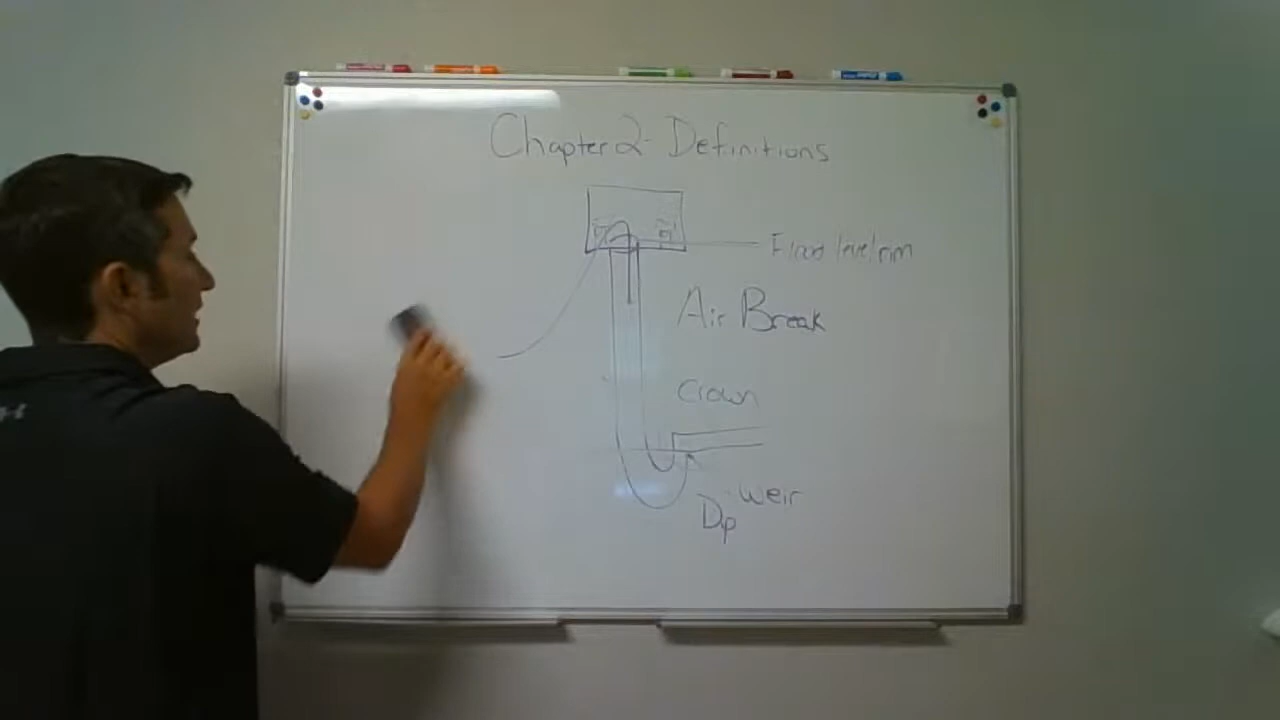 Chapter 2 Definitions
Flood level rim
Air Break
Crown
weir
Dip